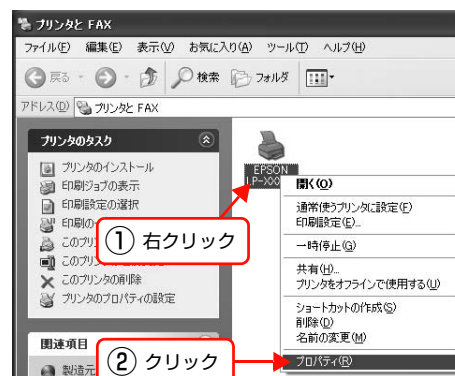 プリンタと FAX
ファイル(F) 編集(E) 表示(V) お気に入り(A) ツール(T) ヘルプ(H)
戻る 検索 フォルダ
アドレス(D) プリンタと FAX
プリンタのタスク
プリンタのインストール
印刷ジョブの表示
印刷設定の選択
印刷の
この
この
このプリンタの削除
プリンタのプロパティの設定
関連項目
製造元
EPSON
LP-XXX
① 右クリック
② クリック
開く(O)
通常使うプリンタに設定(F)
印刷設定(E)...
一時停止(G)
共有(H)...
プリンタをオフラインで使用する(U)
ショートカットの作成(S)
削除(D)
名前の変更(M)
プロパティ(R)